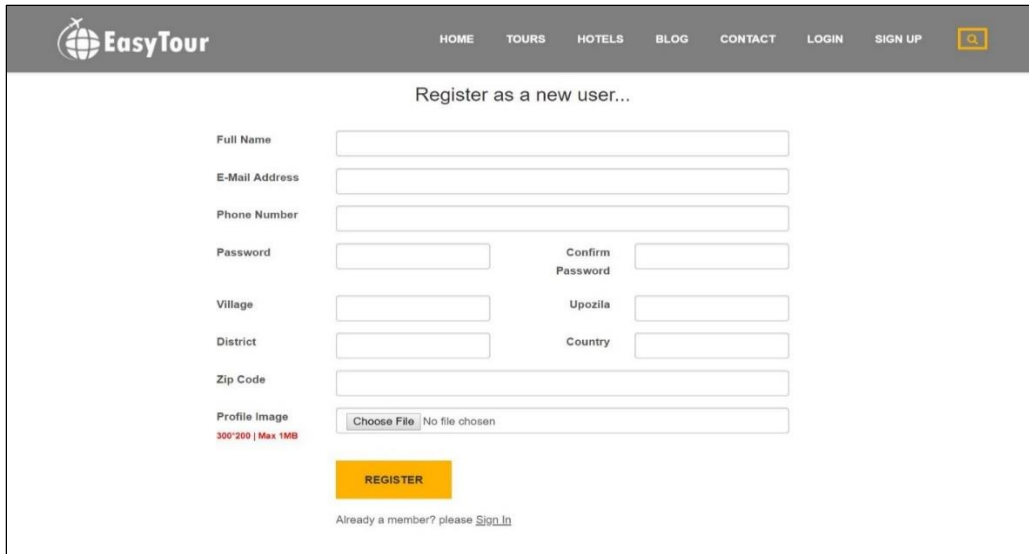 EasyTour HOME TOURS HOTELS BLOG CONTACT LOGIN SIGN UP
Register as a new user...
Full Name
E-Mail Address
Phone Number
Password Confirm
Password
Village Upozila
District Country
Zip Code
Profile Image Choose File No file chosen
300*200 | Max 1MB
REGISTER
Already a member? please Sign In